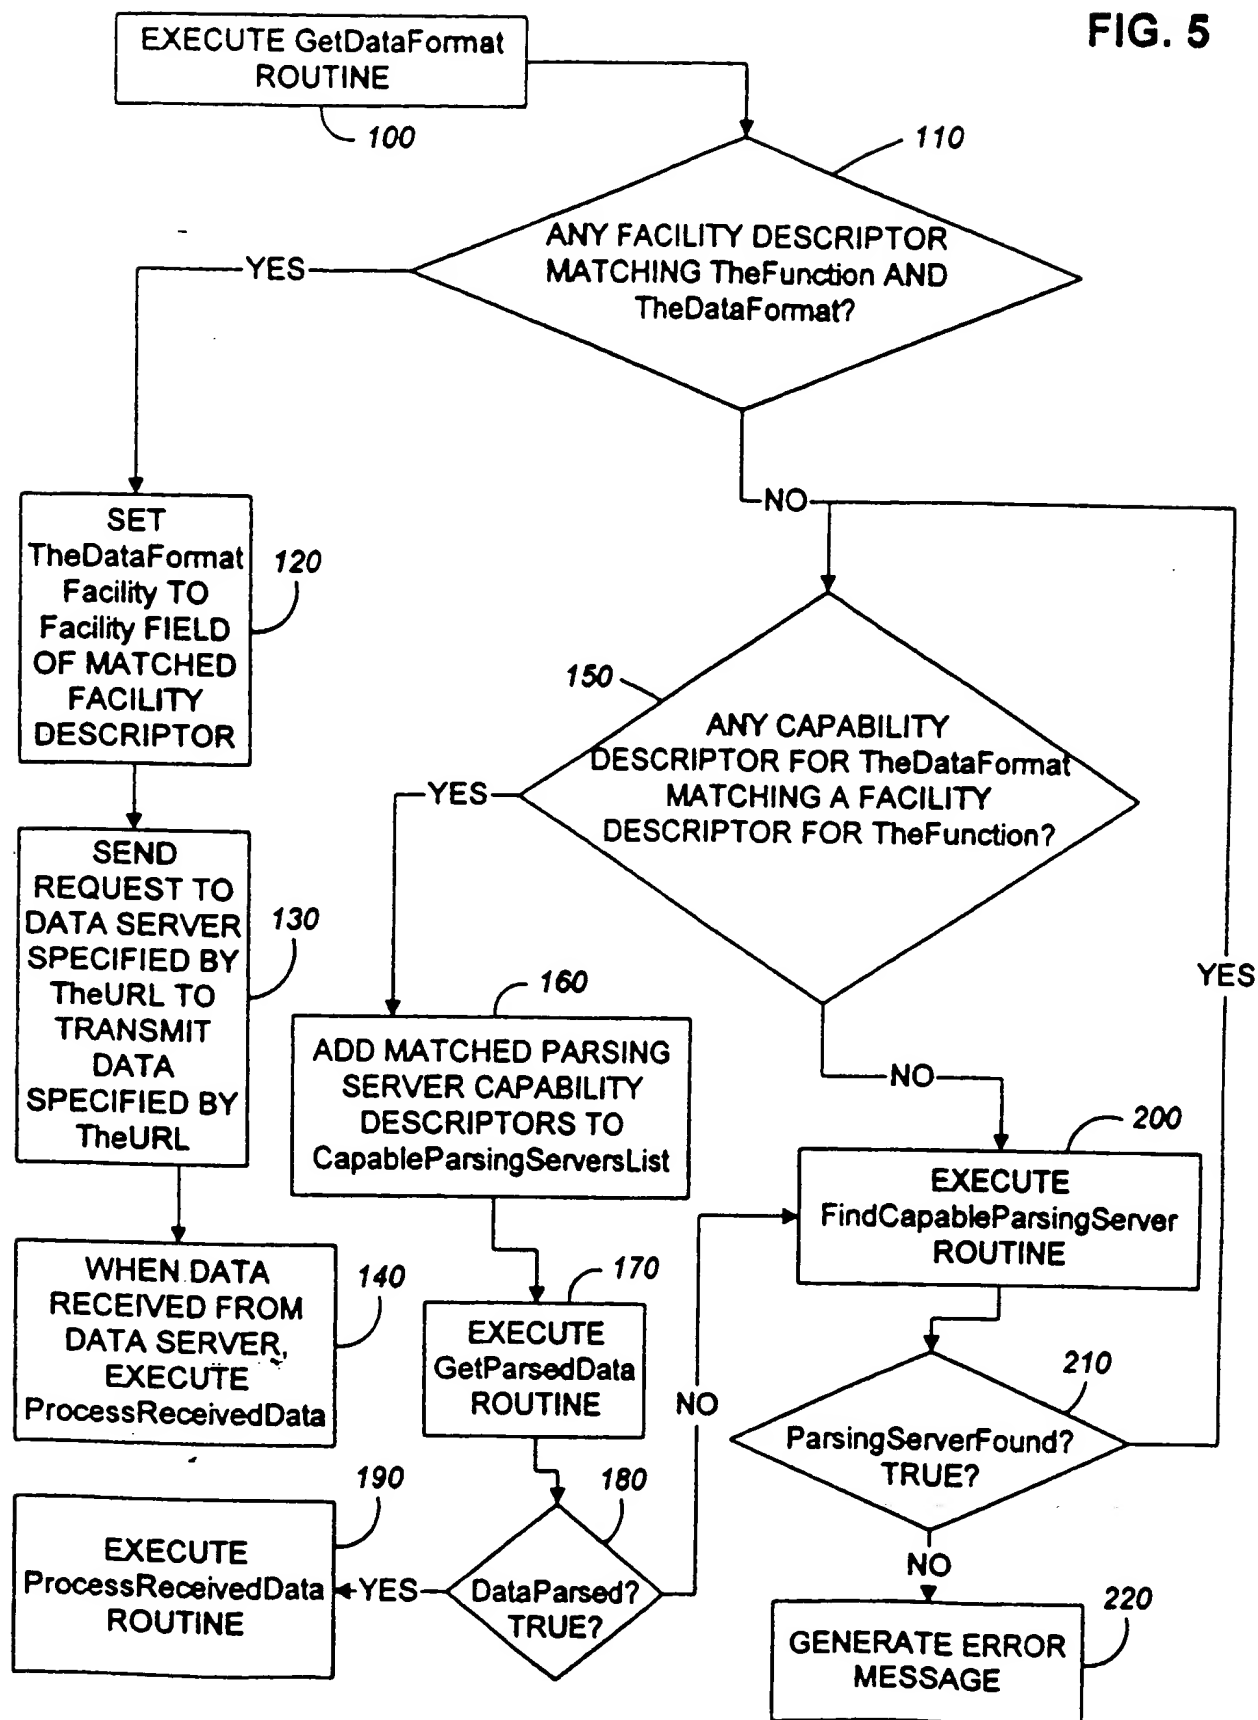 FIG. 5
EXECUTE GetDataFormat
ROUTINE
100
110
ANY FACILITY DESCRIPTOR
MATCHING TheFunction AND
TheDataFormat?
YES
NO
SET
TheDataFormat
Facility TO
Facility FIELD
OF MATCHED
FACILITY
DESCRIPTOR
120
150
ANY CAPABILITY
DESCRIPTOR FOR TheDataFormat
MATCHING A FACILITY
DESCRIPTOR FOR TheFunction?
YES
SEND
REQUEST TO
DATA SERVER
SPECIFIED BY
TheURL TO
TRANSMIT
DATA
SPECIFIED BY
TheURL
130
YES
160
ADD MATCHED PARSING
SERVER CAPABILITY
DESCRIPTORS TO
CapableParsingServersList
NO
200
EXECUTE
FindCapableParsingServer
ROUTINE
WHEN DATA
RECEIVED FROM
DATA SERVER,
EXECUTE
ProcessReceivedData
140
170
EXECUTE
GetParsedData
ROUTINE
NO
210
ParsingServerFound?
TRUE?
190
EXECUTE
ProcessReceivedData
ROUTINE
YES
180
DataParsed?
TRUE?
NO
220
GENERATE ERROR
MESSAGE